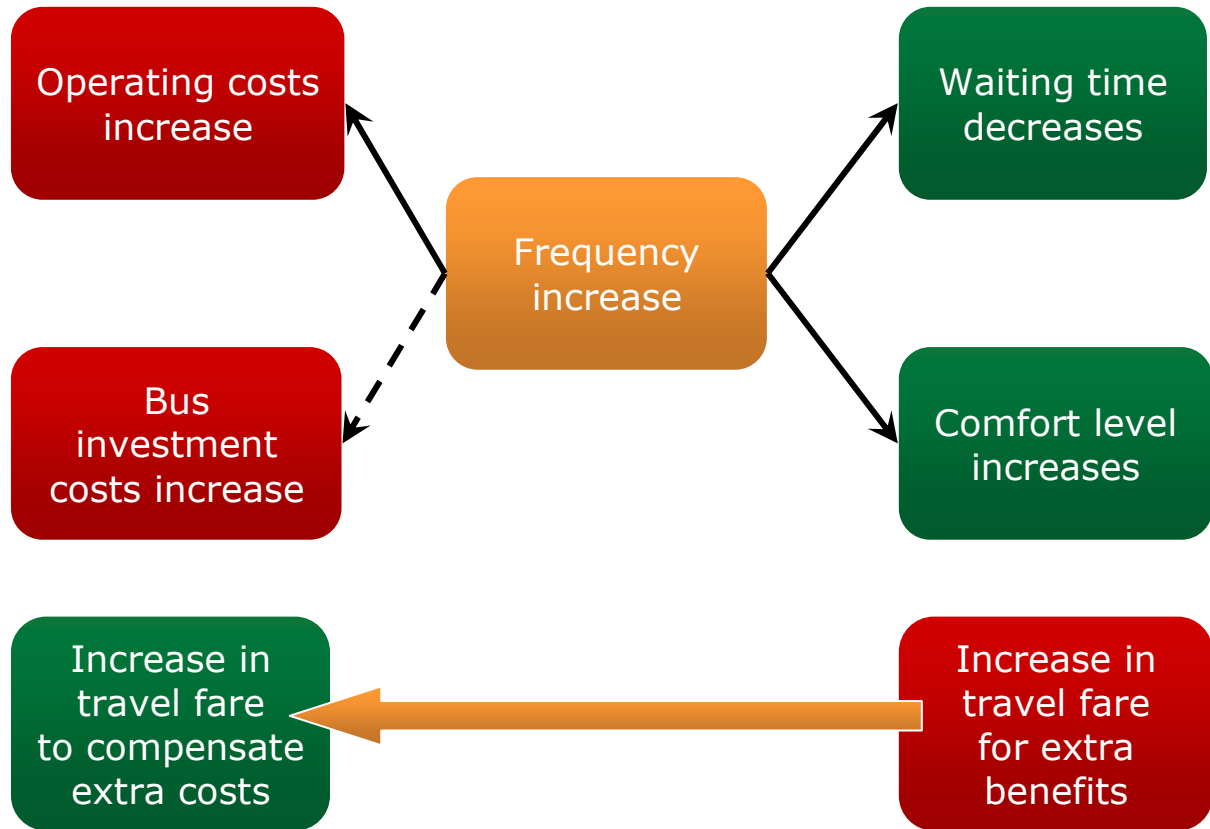 Operating costs
increase
Waiting time
decreases
Frequency
increase
Bus
investment
costs increase
Comfort level
increases
Increase in
travel fare
to compensate
extra costs
Increase in
travel fare
for extra
benefits